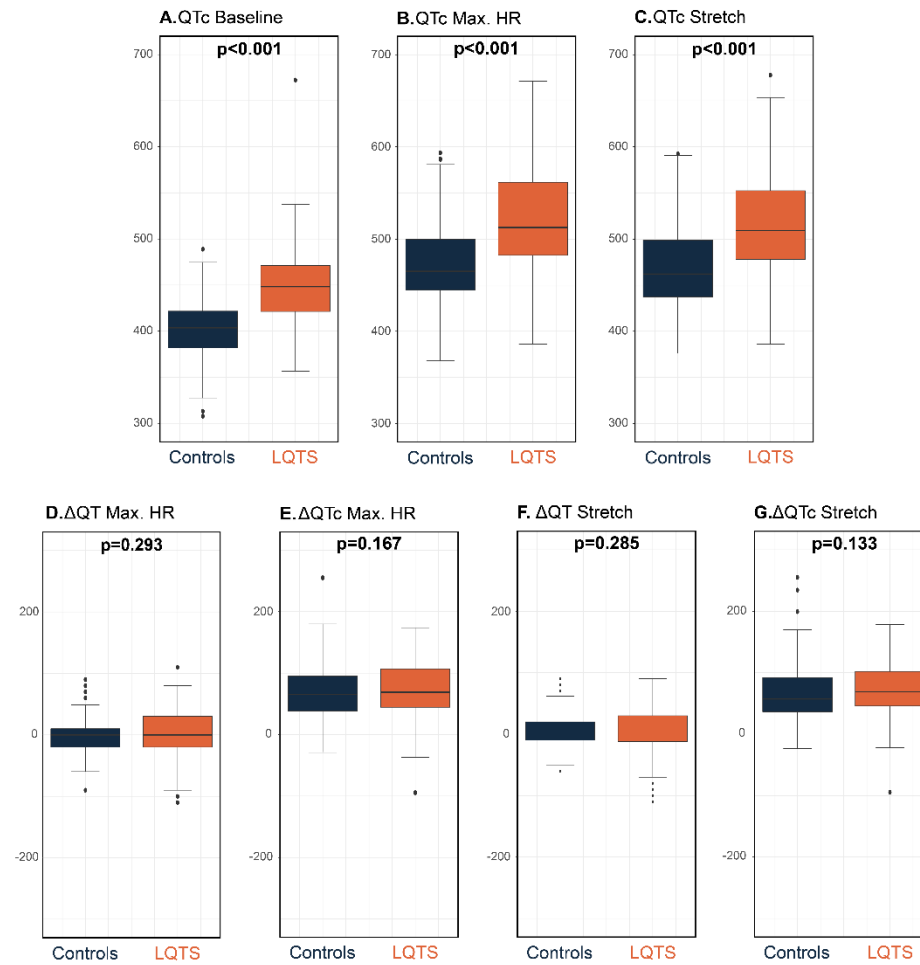 A.QTc Baseline
B.QTc Max. HR
C.QTc Stretch
p<0.001
p<0.001
p<0.001
700
700
700
600
600
600
500
500
500
400
400
400
300
300
300
Controls
LQTS
Controls
LQTS
Controls
LQTS
D.ΔQT Max. HR
E.ΔQTc Max. HR
F. ΔQT Stretch
G.ΔQTc Stretch
p=0.293
p=0.167
p=0.285
p=0.133
200
200
200
200
0
0
0
0
-200
-200
-200
-200
Controls
LQTS
Controls
LQTS
Controls
LQTS
Controls
LQTS